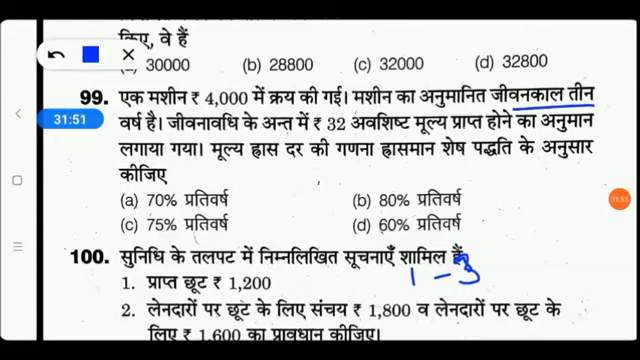 किए, वे हैं
30000 (b) 28800 (c) 32000 (d) 32800
99. एक मशीन ₹ 4,000 में क्रय की गई। मशीन का अनुमानित जीवनकाल तीन
31:51 वर्ष है। जीवनावधि के अन्त में ₹ 32 अवशिष्ट मूल्य प्राप्त होने का अनुमान
31:51
लगाया गया। मूल्य ह्रास दर की गणना ह्रासमान शेष पद्धति के अनुसार
कीजिए
(a) 70% प्रतिवर्ष (b) 80% प्रतिवर्ष
(c) 75% प्रतिवर्ष (d) 60% प्रतिवर्ष
100. सुनिधि के तलपट में निम्नलिखित सूचनाएँ शामिल हैं
1 - 3
1. प्राप्त छूट ₹ 1,200
2. लेनदारों पर छूट के लिए संचय ₹ 1,800 व लेनदारों पर छूट के
लिए ₹ 1,600 का प्रावधान कीजिए।